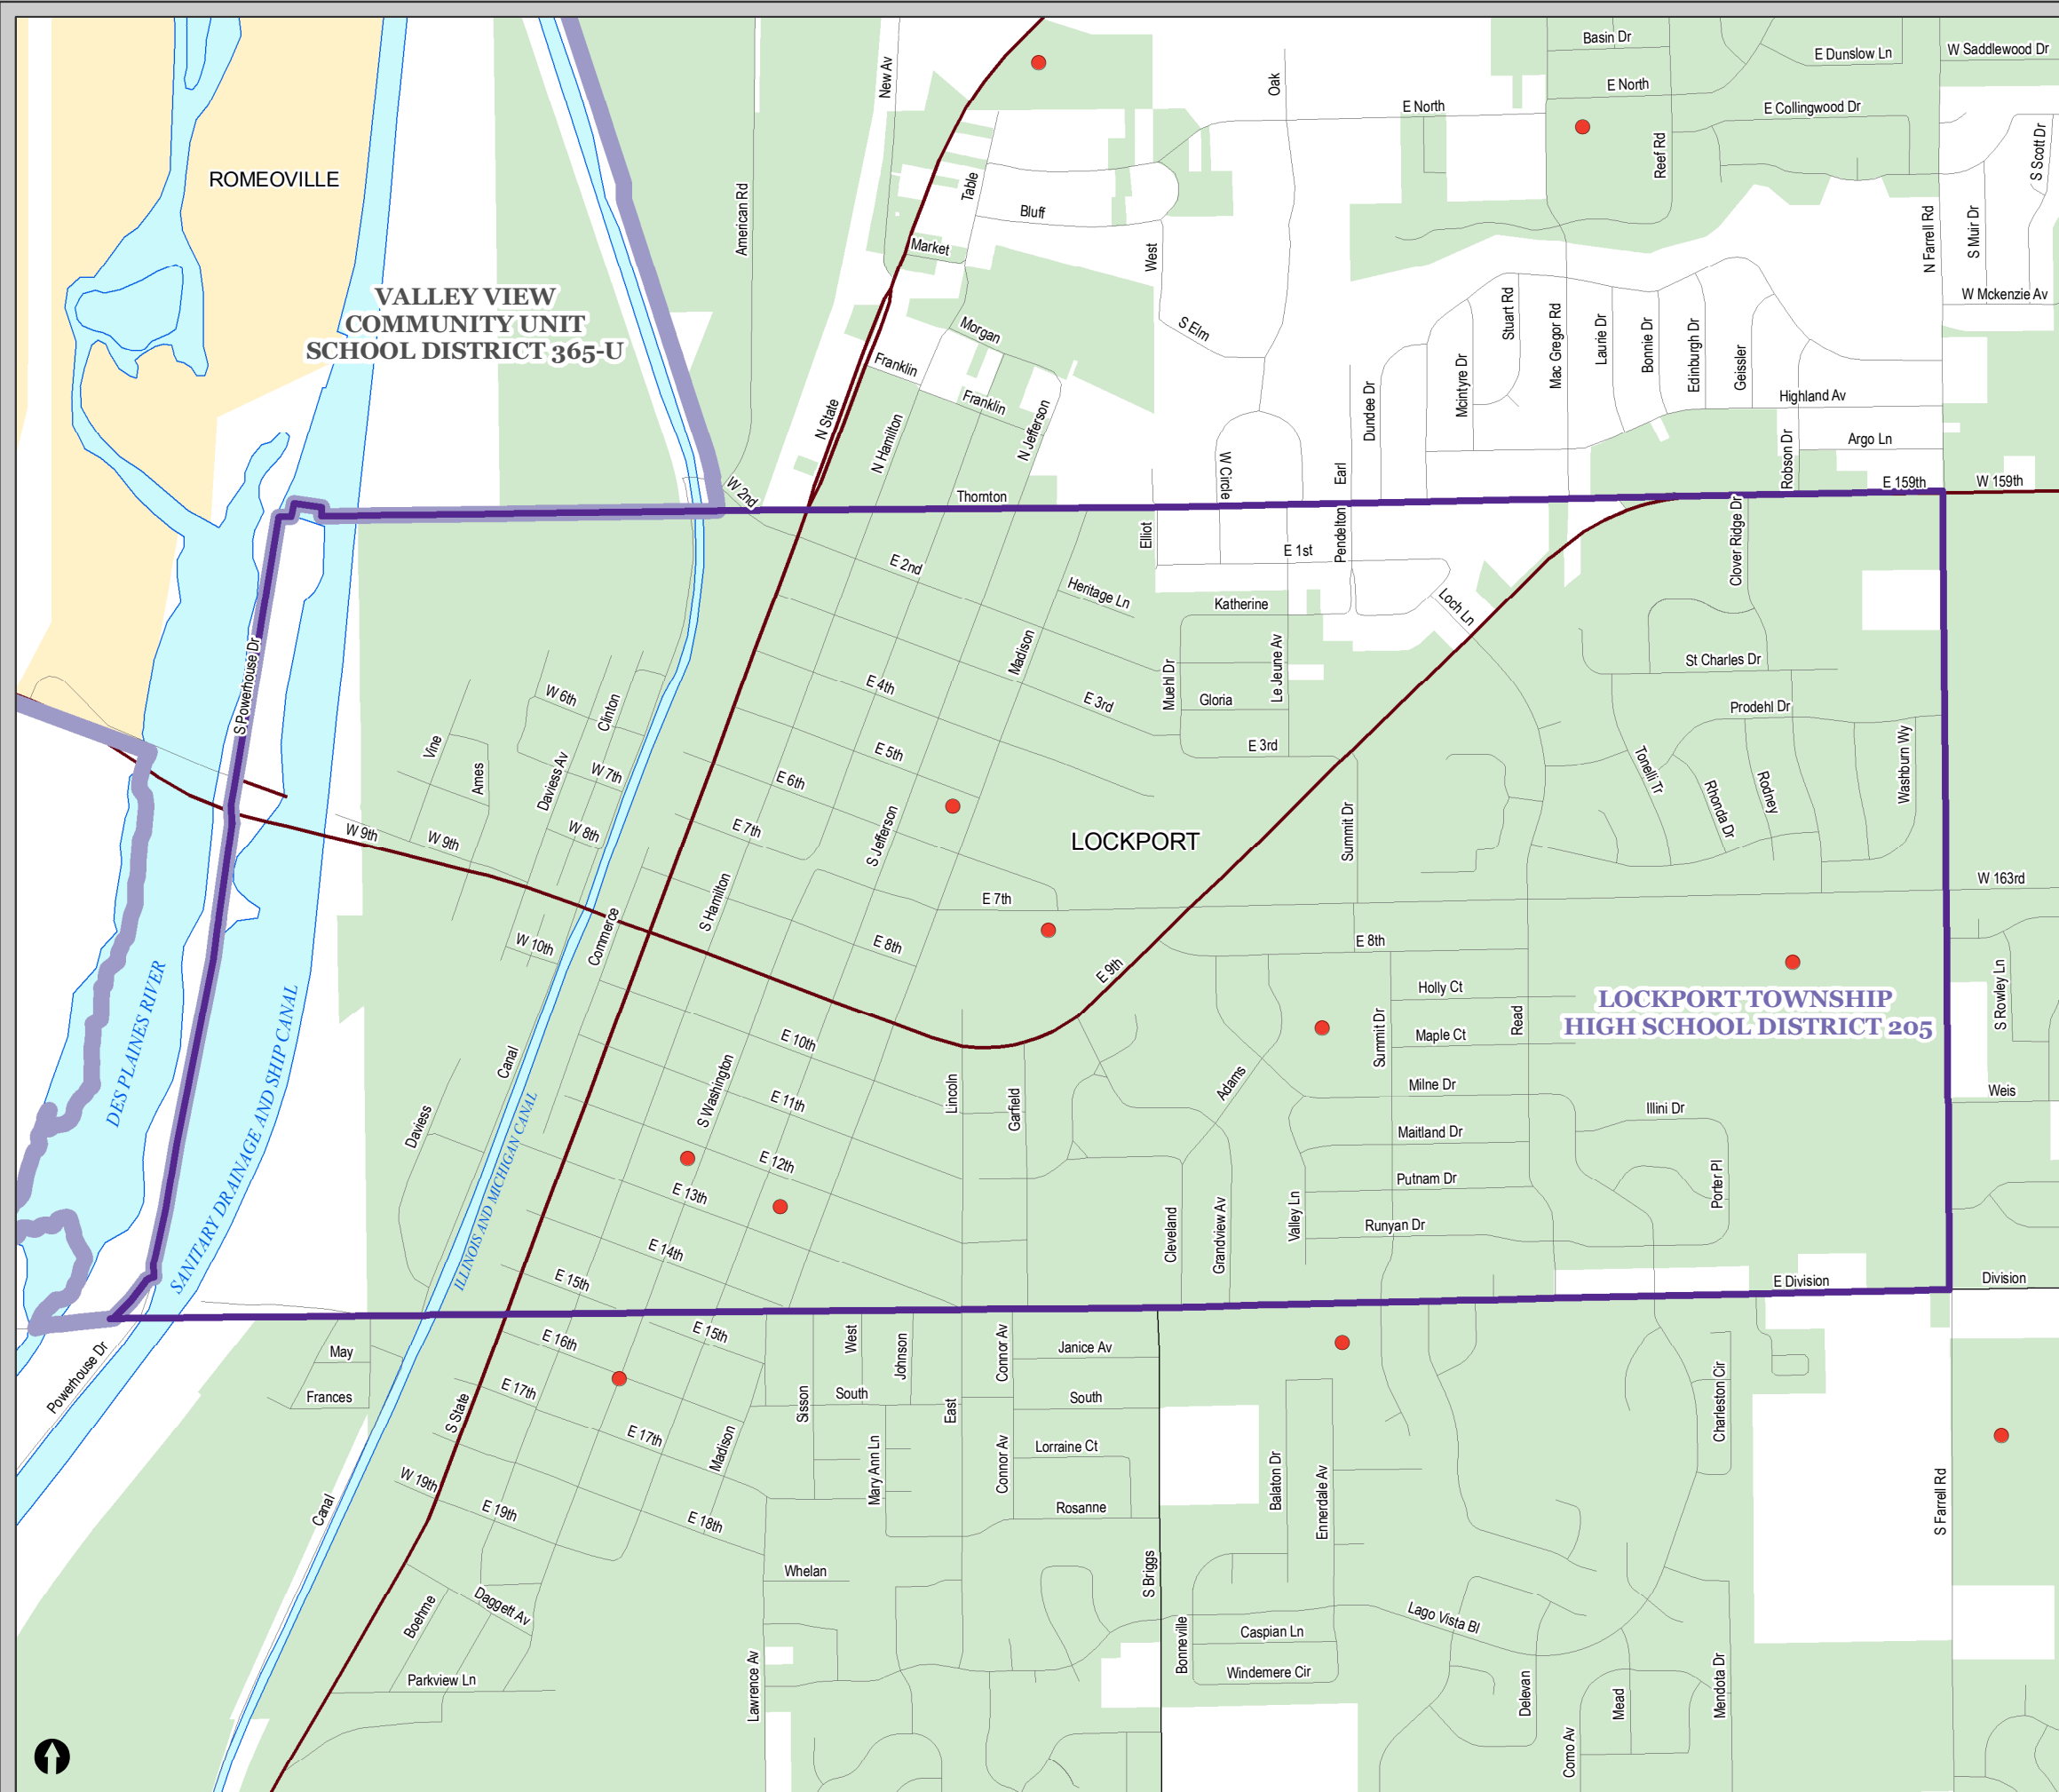 Basin Dr
E Dunslow Ln
W Saddlewood Dr
New Av
Oak
E North
E North
E Collingwood Dr
Reef Rd
S Scott Dr
ROMEOVILLE
American Rd
Table
Bluff
Market
West
N Farrell Rd
S Muir Dr
W Mckenzie Av
VALLEY VIEW
COMMUNITY UNIT
SCHOOL DISTRICT 365-U
Morgan
Franklin
Franklin
S Elm
Stuart Rd
Mac Gregor Rd
Laurie Dr
Bonnie Dr
Edinburgh Dr
Geissler
Mcintyre Dr
Dundee Dr
Highland Av
Argo Ln
Robson Dr
N State
N Hamilton
N Jefferson
W Circle
Earl
W 2nd
Thornton
E 159th
W 159th
Elliot
Pendelton
E 1st
Clover Ridge Dr
E 2nd
Heritage Ln
Katherine
Loch Ln
S Powerhouse Dr
Madison
Muehl Dr
Le Jeune Av
St Charles Dr
W 6th
Clinton
E 4th
E 3rd
Gloria
Prodehl Dr
Vine
Ames
Daviess Av
W 7th
E 5th
E 6th
E 3rd
Tonelli Tr
Rhonda Dr
Rodney
Washburn Wy
W 9th
W 9th
W 8th
E 7th
S Jefferson
LOCKPORT
Summit Dr
W 163rd
S Hamilton
E 7th
W 10th
Commerce
E 8th
E 8th
E 9th
Holly Ct
S Rowley Ln
LOCKPORT TOWNSHIP
HIGH SCHOOL DISTRICT 205
DES PLAINES RIVER
SANITARY DRAINAGE AND SHIP CANAL
Canal
E 10th
Summit Dr
Maple Ct
Read
S Washington
E 11th
Lincoln
Garfield
Adams
Milne Dr
Illini Dr
Weis
Daviess
ILLINOIS AND MICHIGAN CANAL
E 12th
Maitland Dr
E 13th
Putnam Dr
Porter Pl
Cleveland
Grandview Av
Valley Ln
Runyan Dr
E 14th
E 15th
E Division
Division
May
E 16th
E 15th
West
Johnson
Connor Av
Janice Av
Powerhouse Dr
Frances
E 17th
Sisson
South
East
South
Charleston Cir
S State
E 17th
Madison
Mary Ann Ln
Connor Av
Lorraine Ct
Balaton Dr
Ennerdale Av
S Farrell Rd
W 19th
Canal
E 19th
E 18th
Rosanne
Whelan
S Briggs
Boehme
Daggett Av
Lago Vista Bl
Bonneville
Caspian Ln
Windemere Cir
Parkview Ln
Lawrence Av
Delevan
Mead
Mendota Dr
Como Av